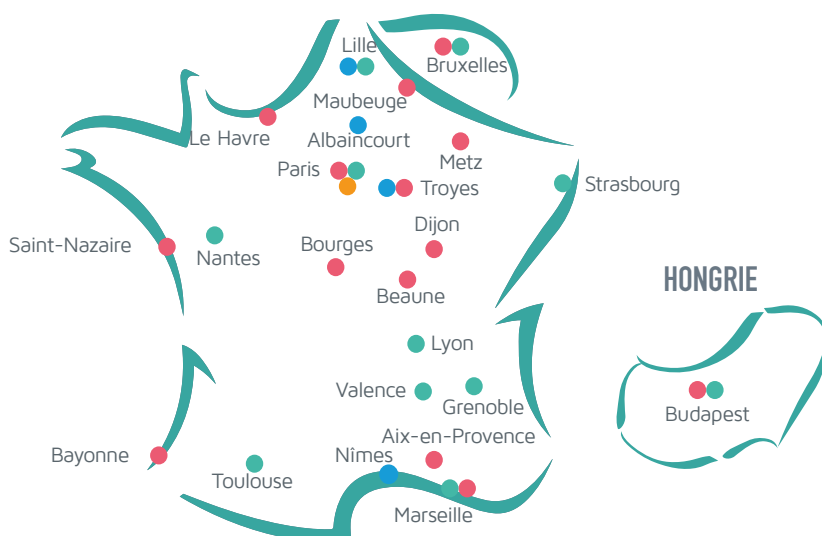 Lille
Bruxelles
Maubeuge
Le Havre
Albaincourt
Metz
Paris
Troyes
Strasbourg
Dijon
Saint-Nazaire
Nantes
Bourges
Beaune
HONGRIE
Lyon
Valence
Grenoble
Budapest
Aix-en-Provence
Bayonne
Nîmes
Toulouse
Marseille